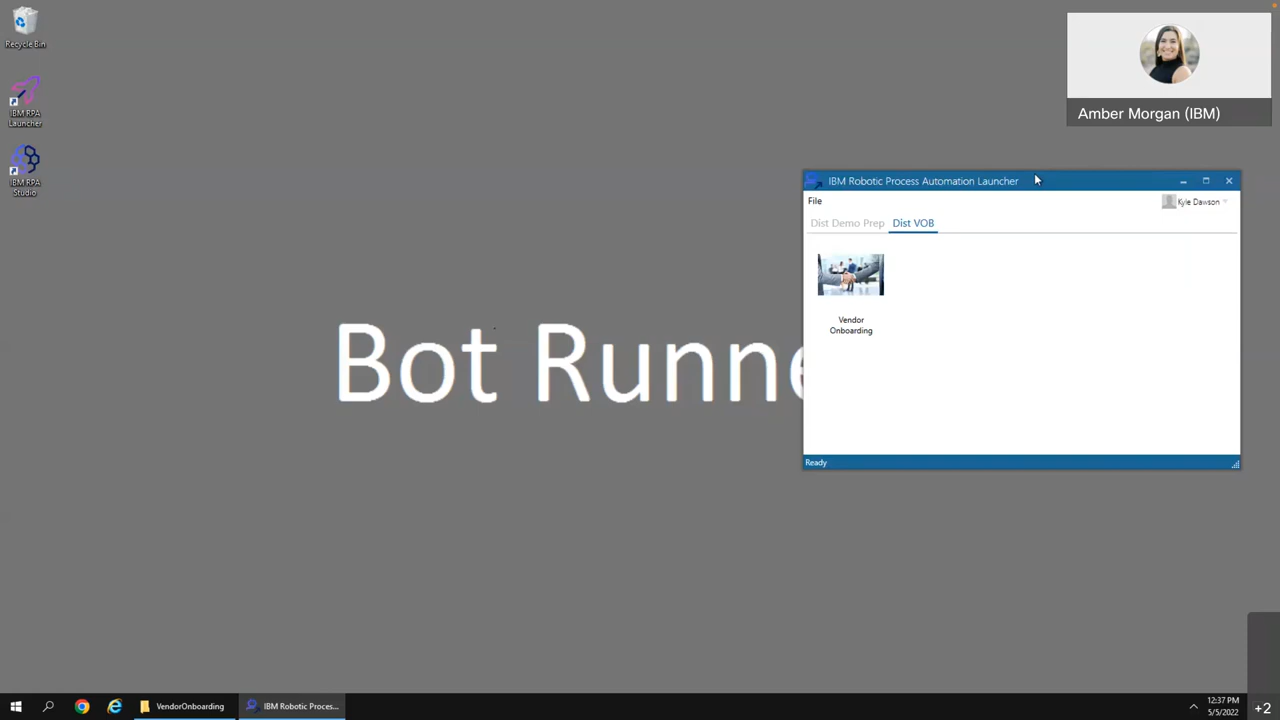 Recycle Bin
IBM RPA
Launcher
IBM RPA
Studio
Amber Morgan (IBM)
IBM Robotic Process Automation Launcher
File
Kyle Dawson
Dist Demo Prep
Dist VOB
Vendor
Onboarding
Ready
Bot Runne
VendorOnboarding
IBM Robotic Proces...
12:37 PM
5/5/2022
+2